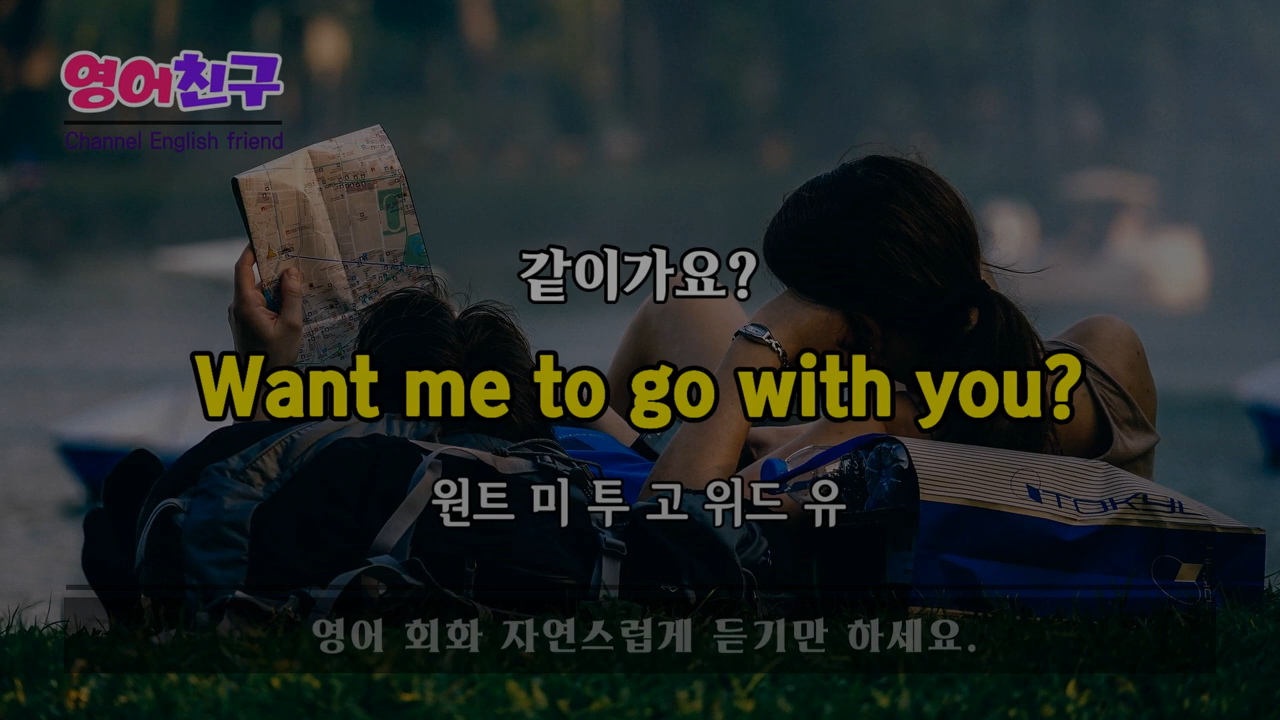 영어친구
Channel English friend
같이가요?
Want me to go with you?
원트 미 투 고 위드 유
TOKYU
영어 회화 자연스럽게 듣기만 하세요.